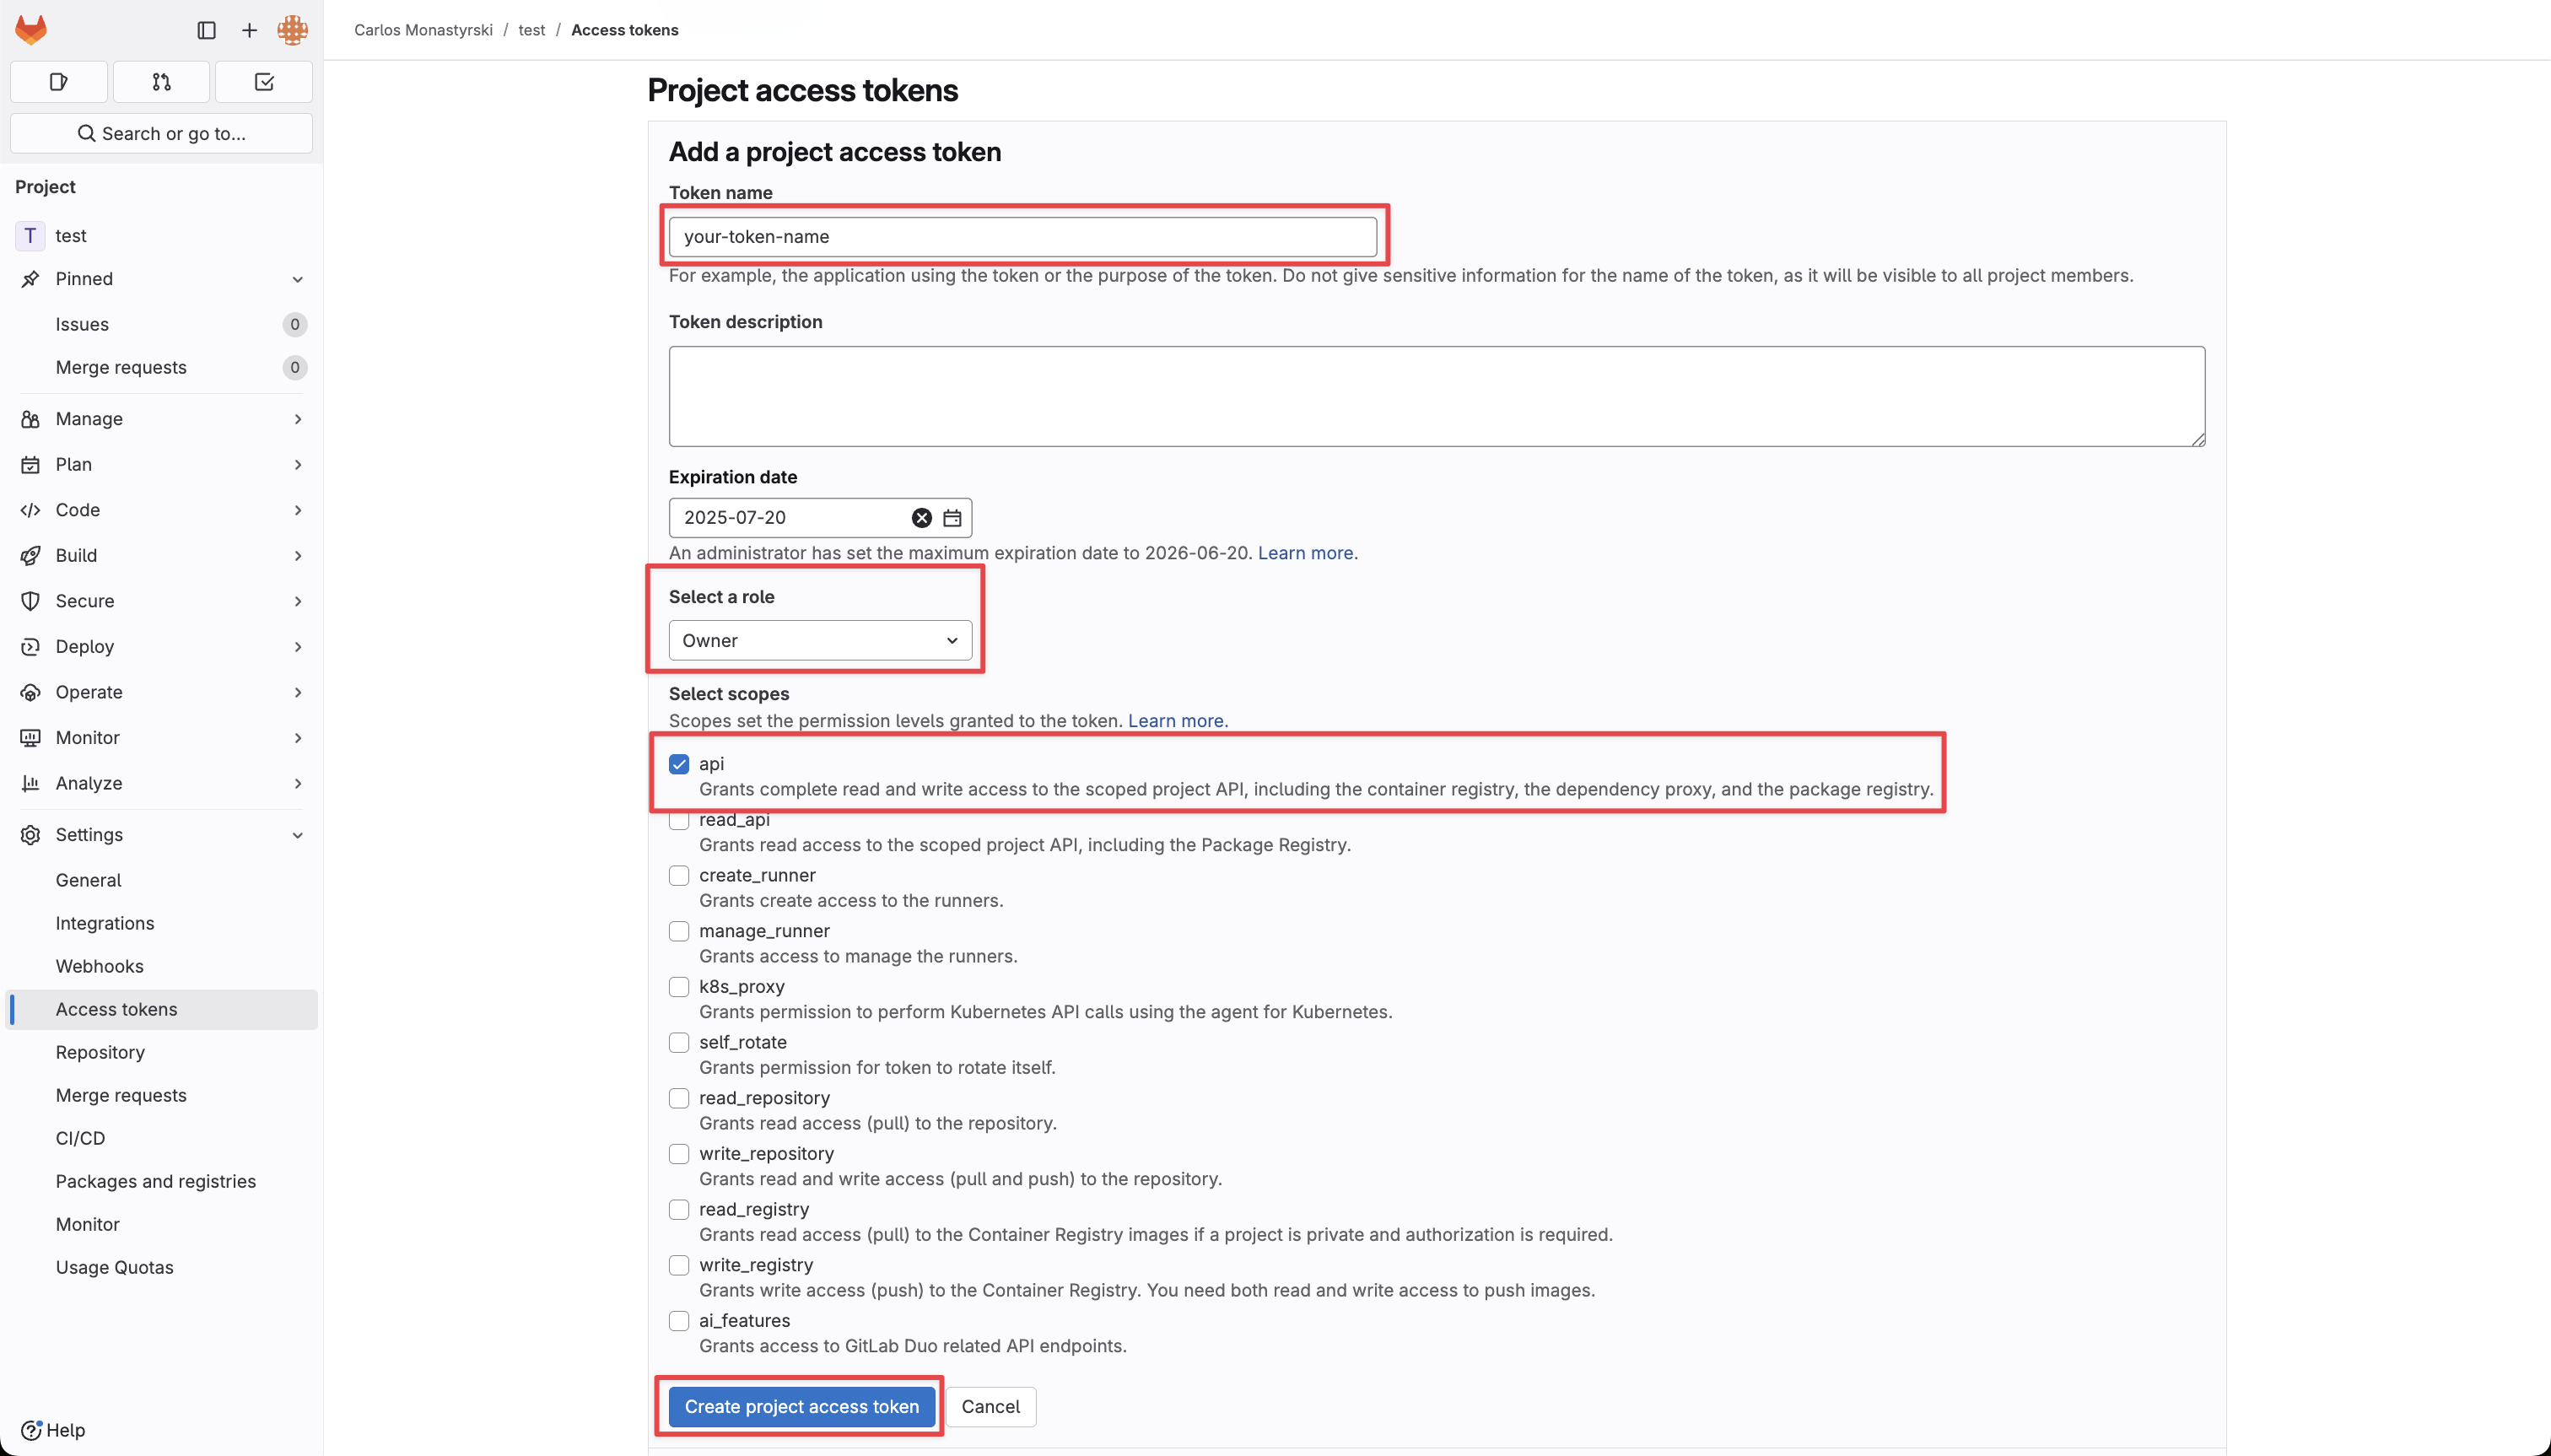 Carlos Monastyrski / test / Access tokens
Search or go to...
Project
T test
Pinned
Issues 0
Merge requests 0
Manage
Plan
Code
Build
Secure
Deploy
Operate
Monitor
Analyze
Settings
General
Integrations
Webhooks
Access tokens
Repository
Merge requests
CI/CD
Packages and registries
Monitor
Usage Quotas
Help
Project access tokens
Add a project access token
Token name
your-token-name
For example, the application using the token or the purpose of the token. Do not give sensitive information for the name of the token, as it will be visible to all project members.
Token description
Expiration date
2025-07-20
An administrator has set the maximum expiration date to 2026-06-20. Learn more.
Select a role
Owner
Select scopes
Scopes set the permission levels granted to the token. Learn more.
api
Grants complete read and write access to the scoped project API, including the container registry, the dependency proxy, and the package registry.
read_api
Grants read access to the scoped project API, including the Package Registry.
create_runner
Grants create access to the runners.
manage_runner
Grants access to manage the runners.
k8s_proxy
Grants permission to perform Kubernetes API calls using the agent for Kubernetes.
self_rotate
Grants permission for token to rotate itself.
read_repository
Grants read access (pull) to the repository.
write_repository
Grants read and write access (pull and push) to the repository.
read_registry
Grants read access (pull) to the Container Registry images if a project is private and authorization is required.
write_registry
Grants write access (push) to the Container Registry. You need both read and write access to push images.
ai_features
Grants access to GitLab Duo related API endpoints.
Create project access token
Cancel